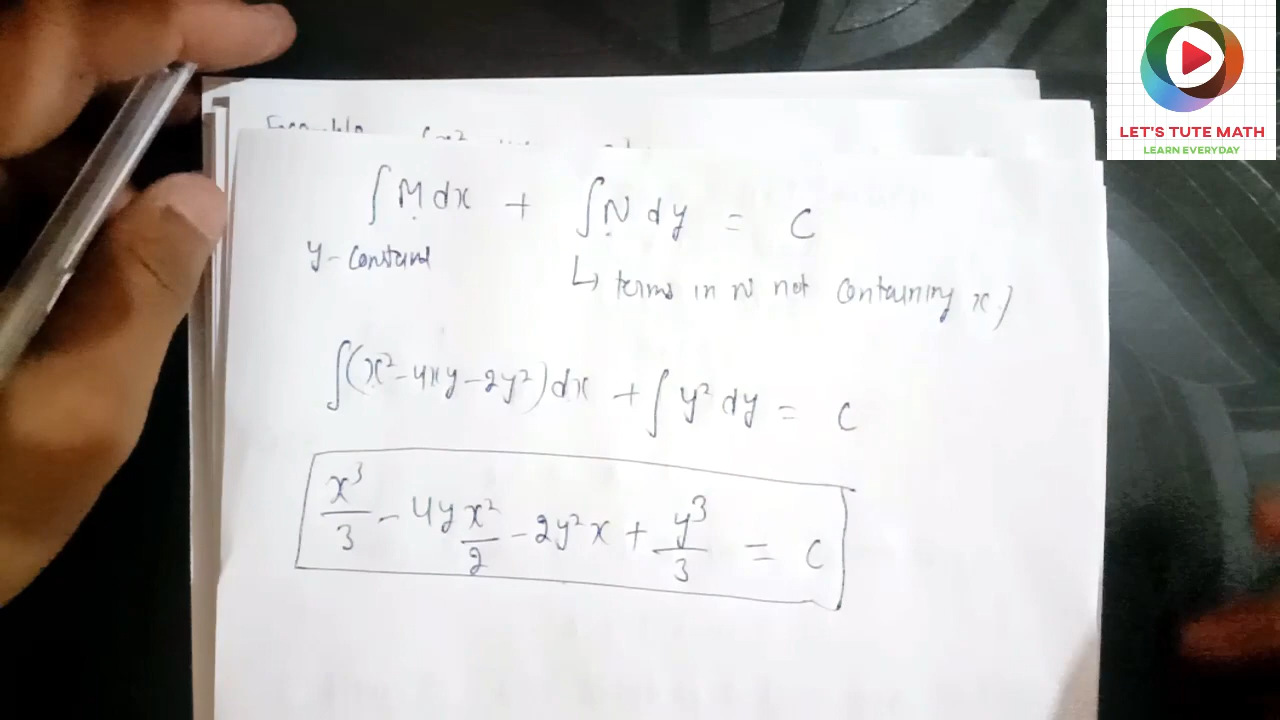 LET'S TUTE MATH
LEARN EVERYDAY
∫M dx + ∫N dy = C
y-constand
↳ terms in N not containing x)
∫(x²-4xy-2y²)dx + ∫y² dy = C
x³/3 - 4y x²/2 - 2y²x + y³/3 = C